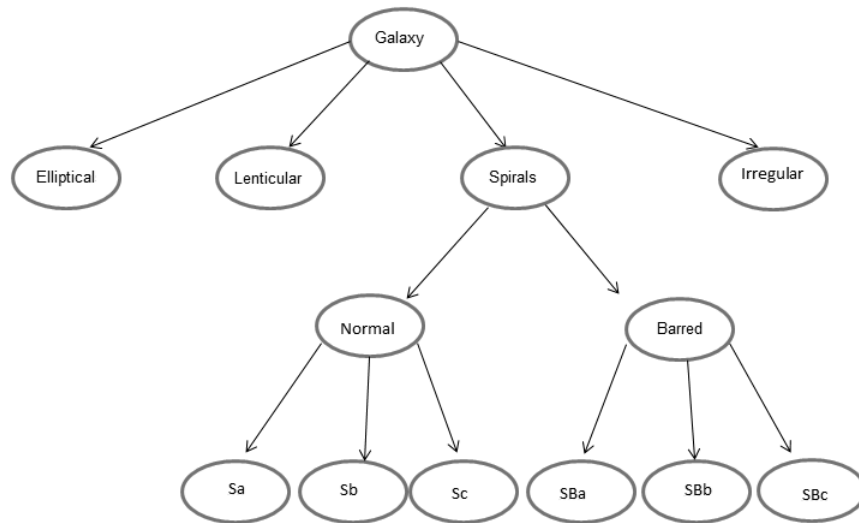 Galaxy
Elliptical
Lenticular
Spirals
Irregular
Normal
Barred
Sa
Sb
Sc
SBa
SBb
SBc